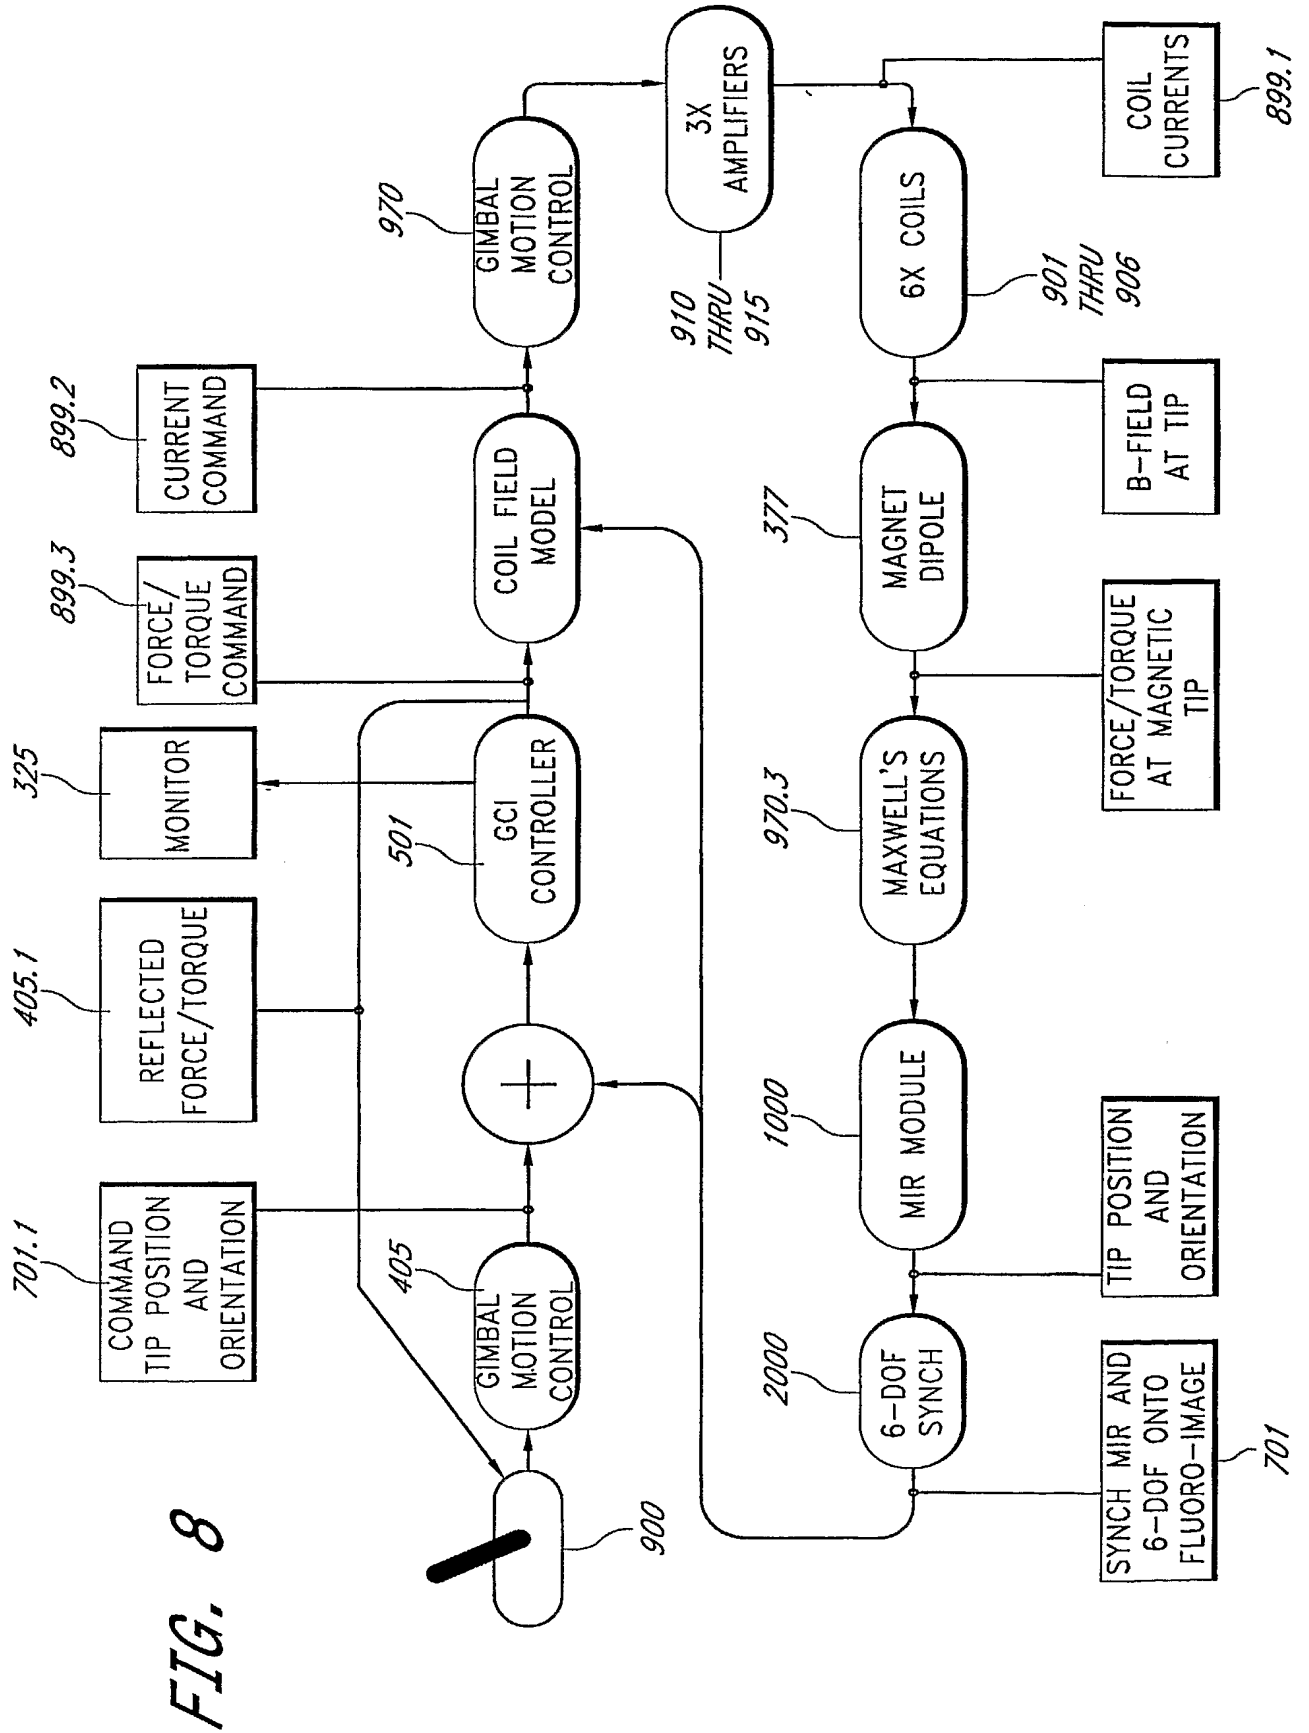 FIG. 8
701.1
COMMAND
TIP POSITION
AND
ORIENTATION
405.1
REFLECTED
FORCE/TORQUE
325
MONITOR
899.3
FORCE/
TORQUE
COMMAND
899.2
CURRENT
COMMAND
900
405
GIMBAL
MOTION
CONTROL
501
GCI
CONTROLLER
COIL FIELD
MODEL
970
GIMBAL
MOTION
CONTROL
3X
AMPLIFIERS
910
THRU
915
2000
6-DOF
SYNCH
1000
MIR MODULE
970.3
MAXWELL'S
EQUATIONS
377
MAGNET
DIPOLE
6X COILS
901
THRU
906
SYNCH MIR AND
6-DOF ONTO
FLUORO-IMAGE
701
TIP POSITION
AND
ORIENTATION
FORCE/TORQUE
AT MAGNETIC
TIP
B-FIELD
AT TIP
COIL
CURRENTS
899.1